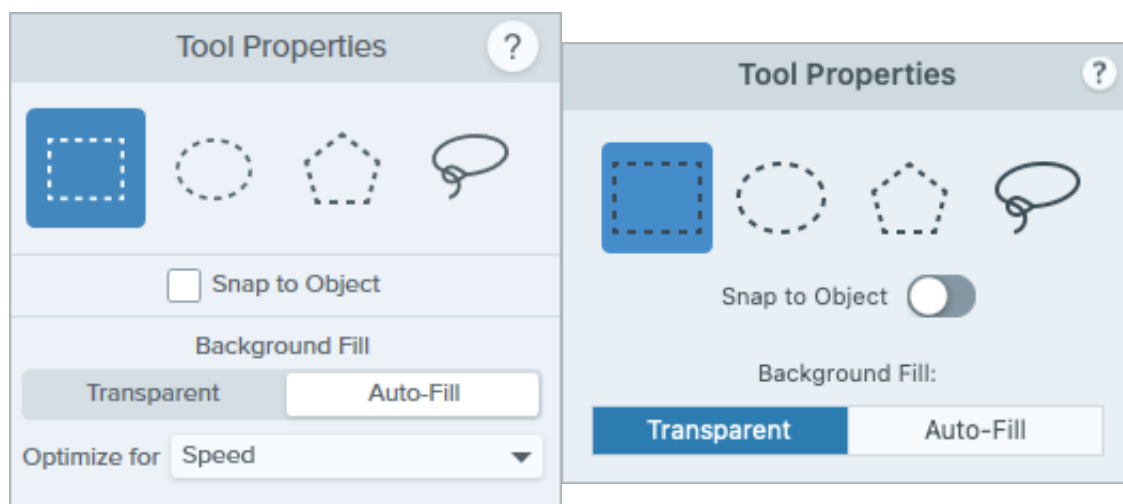 Tool Properties
?
Snap to Object
Background Fill
Transparent Auto-Fill
Optimize for Speed
Tool Properties
?
Snap to Object
Background Fill:
Transparent Auto-Fill